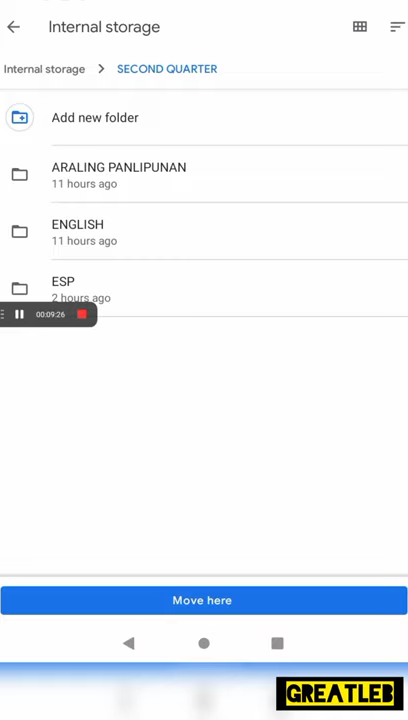 Internal storage
Internal storage > SECOND QUARTER
Add new folder
ARALING PANLIPUNAN
11 hours ago
ENGLISH
11 hours ago
ESP
2 hours ago
00:09:26
Move here
GREATLEB